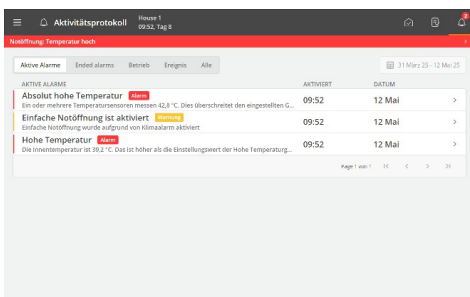 Aktivitätsprotokoll
House 1
09:52, Tag 8
Notöffnung: Temperatur hoch
Aktive Alarme Ended alarms Betrieb Ereignis Alle
31 März 25 - 12 Mai 25
AKTIVE ALARME AKTIVIERT DATUM
Absolut hohe Temperatur Alarm
Ein oder mehrere Temperatursensoren messen 42,8 °C. Dies überschreitet den eingestellten G...
09:52 12 Mai
Einfache Notöffnung ist aktiviert Warnung
Einfache Notöffnung wurde aufgrund von Klimaalarm aktiviert
09:52 12 Mai
Hohe Temperatur Alarm
Die Innentemperatur ist 39,2 °C. Das ist höher als die Einstellungswert der Hohe Temperaturg...
09:52 12 Mai
Page 1 von 1